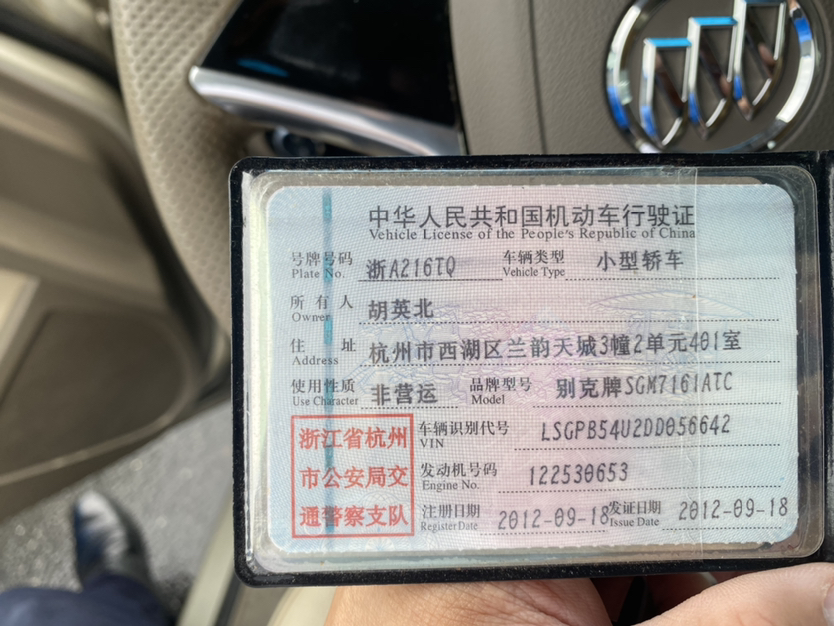 中华人民共和国机动车行驶证
Vehicle License of the People's Republic of China
号牌号码 浙A216TQ 车辆类型 小型轿车
Plate No. Vehicle Type
所有人 胡英北
Owner
住址 杭州市西湖区兰韵天城3幢2单元401室
Address
使用性质 非营运 品牌型号 别克牌SGM7161ATC
Use Character Model
浙江省杭州
市公安局交
通警察支队
车辆识别代号 LSGPB54U2DD056642
VIN
发动机号码 122530653
Engine No.
注册日期 2012-09-18 发证日期 2012-09-18
Register Date Issue Date